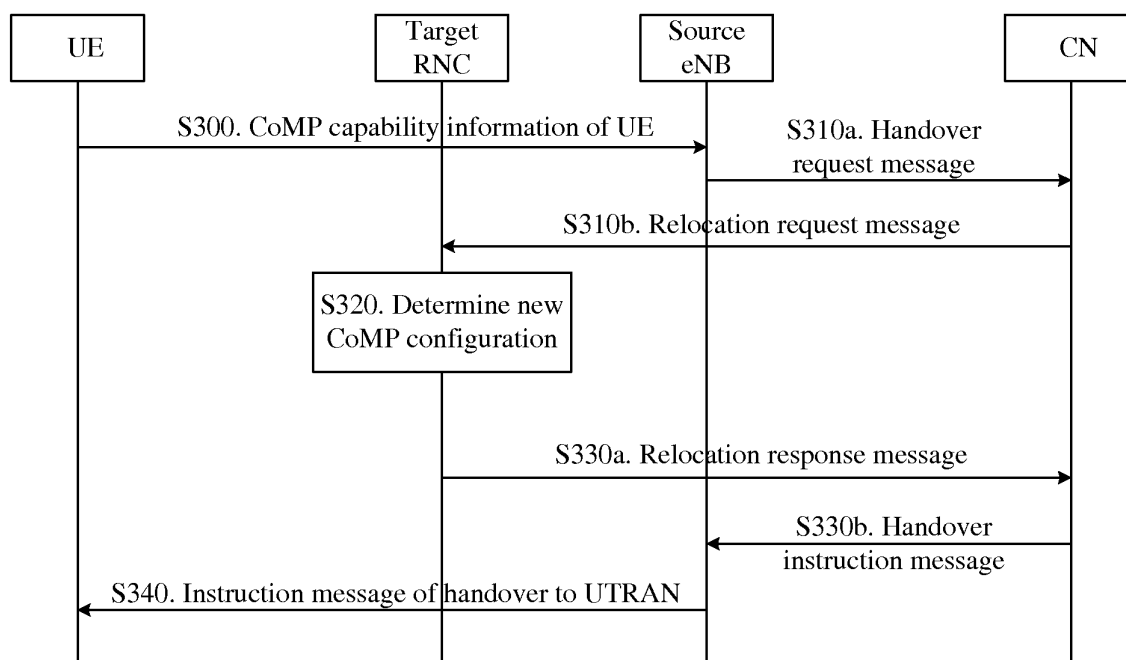 UE
Target
RNC
Source
eNB
CN
S300. CoMP capability information of UE
S310a. Handover
request message
S310b. Relocation request message
S320. Determine new
CoMP configuration
S330a. Relocation response message
S330b. Handover
instruction message
S340. Instruction message of handover to UTRAN